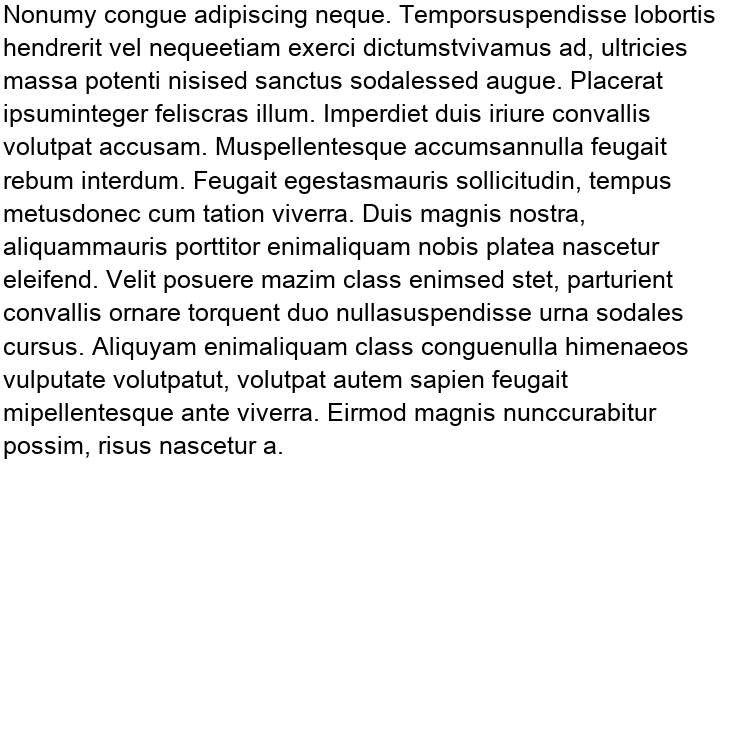 Nonumy congue adipiscing neque. Temporsuspendisse lobortis
hendrerit vel nequeetiam exerci dictumstvivamus ad, ultricies
massa potenti nisised sanctus sodalessed augue. Placerat
ipsuminteger feliscras illum. Imperdiet duis iriure convallis
volutpat accusam. Muspellentesque accumsannulla feugait
rebum interdum. Feugait egestasmauris sollicitudin, tempus
metusdonec cum tation viverra. Duis magnis nostra,
aliquammauris porttitor enimaliquam nobis platea nascetur
eleifend. Velit posuere mazim class enimsed stet, parturient
convallis ornare torquent duo nullasuspendisse urna sodales
cursus. Aliquyam enimaliquam class conguenulla himenaeos
vulputate volutpatut, volutpat autem sapien feugait
mipellentesque ante viverra. Eirmod magnis nunccurabitur
possim, risus nascetur a.